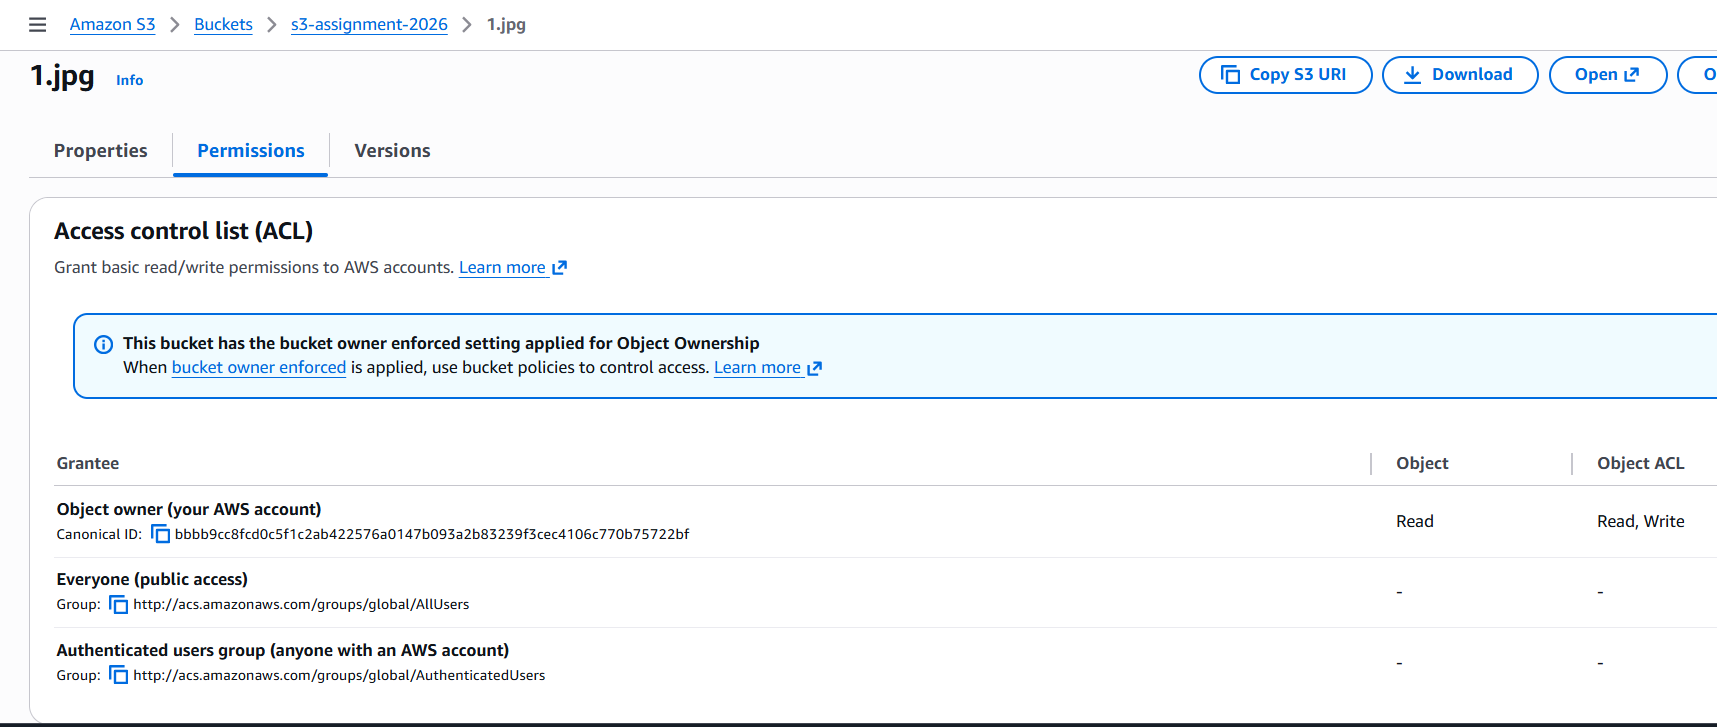 Amazon S3 > Buckets > s3-assignment-2026 > 1.jpg
1.jpg Info
Copy S3 URI Download Open
Properties Permissions Versions
Access control list (ACL)
Grant basic read/write permissions to AWS accounts. Learn more
This bucket has the bucket owner enforced setting applied for Object Ownership
When bucket owner enforced is applied, use bucket policies to control access. Learn more
Grantee Object Object ACL
Object owner (your AWS account)
Canonical ID: bbbb9cc8fcd0c5f1c2ab422576a0147b093a2b83239f3cec4106c770b75722bf
Read Read, Write
Everyone (public access)
Group: http://acs.amazonaws.com/groups/global/AllUsers
- -
Authenticated users group (anyone with an AWS account)
Group: http://acs.amazonaws.com/groups/global/AuthenticatedUsers
- -